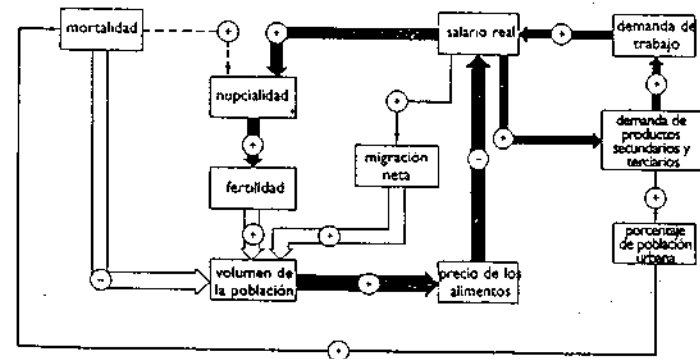 mortalidad
+
salario real
+
+
demanda de
trabajo
nupcialidad
+
+
demanda de
productos
secundarios y
terciarios
+
+
migración
neta
-
fertilidad
+
+
+
porcentaje
de población
urbana
-
volumen de
la población
+
precio de los
alimentos
+